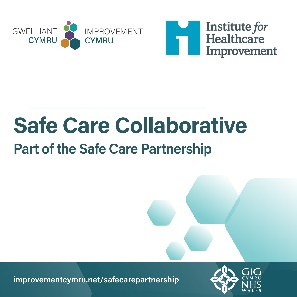 GWELLIANT CYMRU
IMPROVEMENT CYMRU
Institute for
Healthcare
Improvement
Safe Care Collaborative
Part of the Safe Care Partnership
improvementcymru.net/safecarepartnership
GIG
CYMRU
NHS
WALES